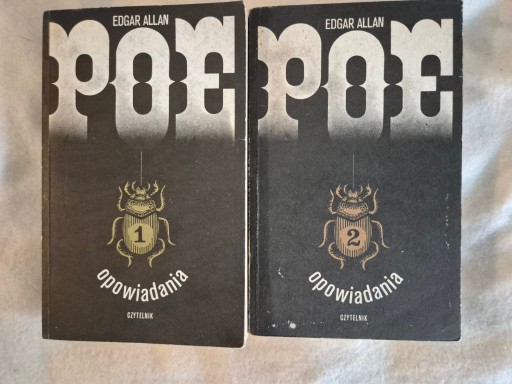 EDGAR ALLAN
POE
1
opowiadania
CZYTELNIK
EDGAR ALLAN
POE
2
opowiadania
CZYTELNIK